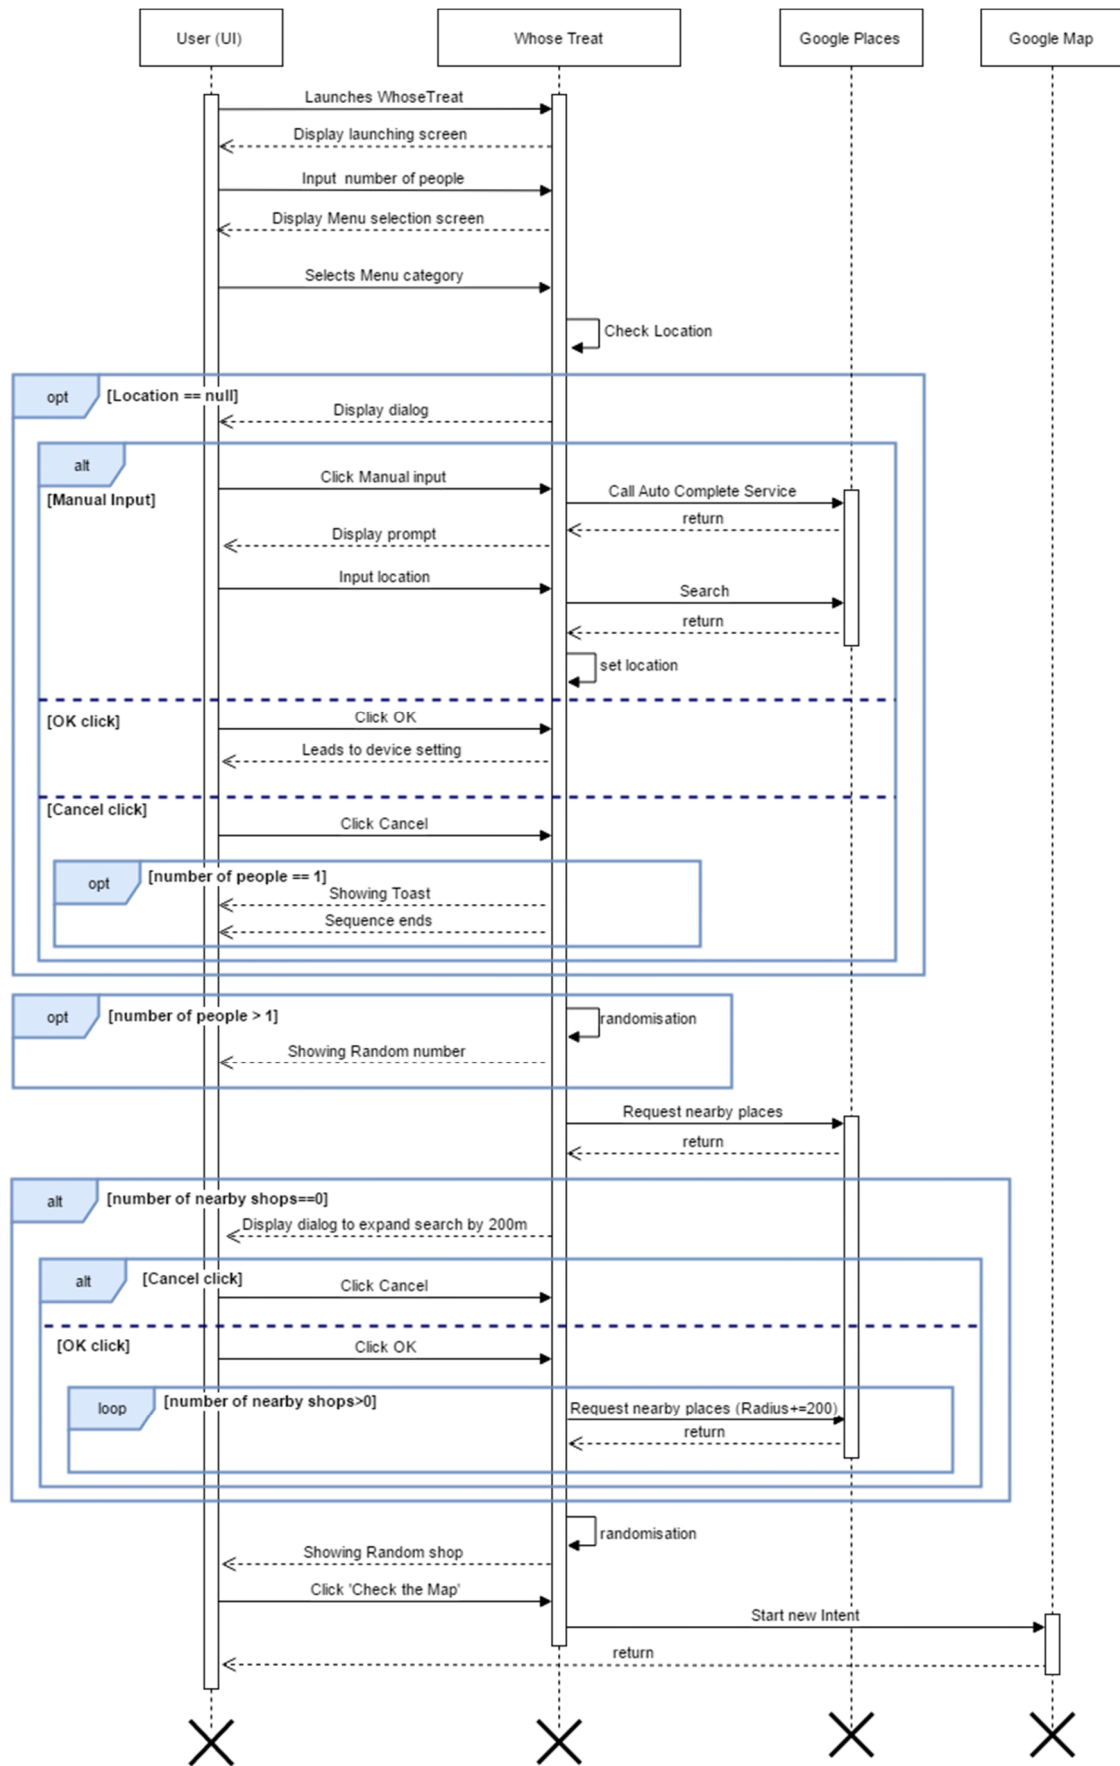 User (UI)
Whose Treat
Google Places
Google Map
Launches WhoseTreat
Display launching screen
Input number of people
Display Menu selection screen
Selects Menu category
Check Location
opt
[Location == null]
Display dialog
alt
[Manual Input]
Click Manual input
Call Auto Complete Service
return
Display prompt
Input location
Search
return
set location
[OK click]
Click OK
Leads to device setting
[Cancel click]
Click Cancel
opt
[number of people == 1]
Showing Toast
Sequence ends
opt
[number of people > 1]
randomisation
Showing Random number
Request nearby places
return
alt
[number of nearby shops==0]
Display dialog to expand search by 200m
alt
[Cancel click]
Click Cancel
[OK click]
Click OK
loop
[number of nearby shops>0]
Request nearby places (Radius+=200)
return
randomisation
Showing Random shop
Click 'Check the Map'
Start new Intent
return